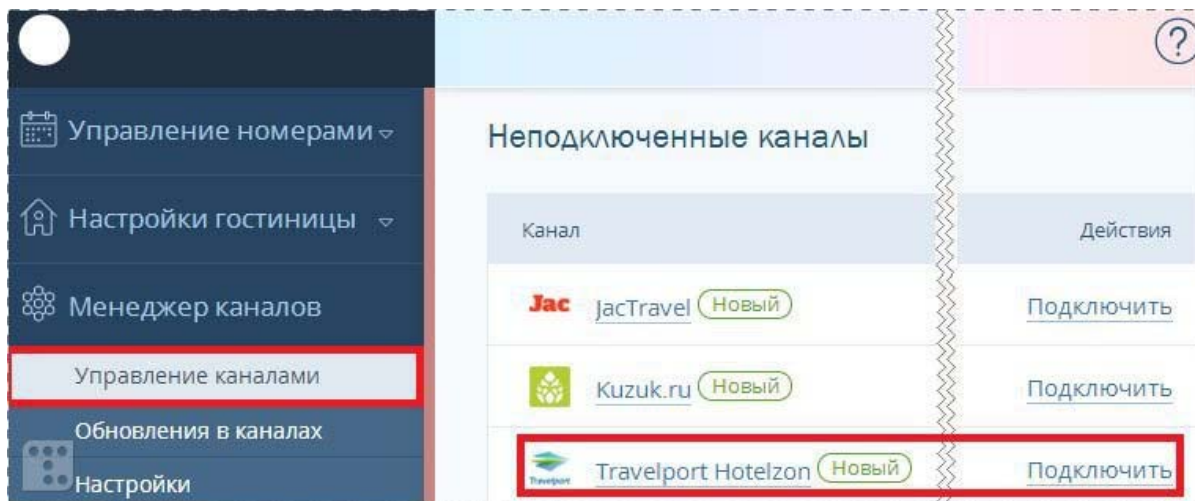 ?
Управление номерами
Настройки гостиницы
Менеджер каналов
Управление каналами
Обновления в каналах
Настройки
Неподключенные каналы
Канал Действия
Jac JacTravel Новый Подключить
Kuzuk.ru Новый Подключить
Travelport Travelport Hotelzon Новый Подключить